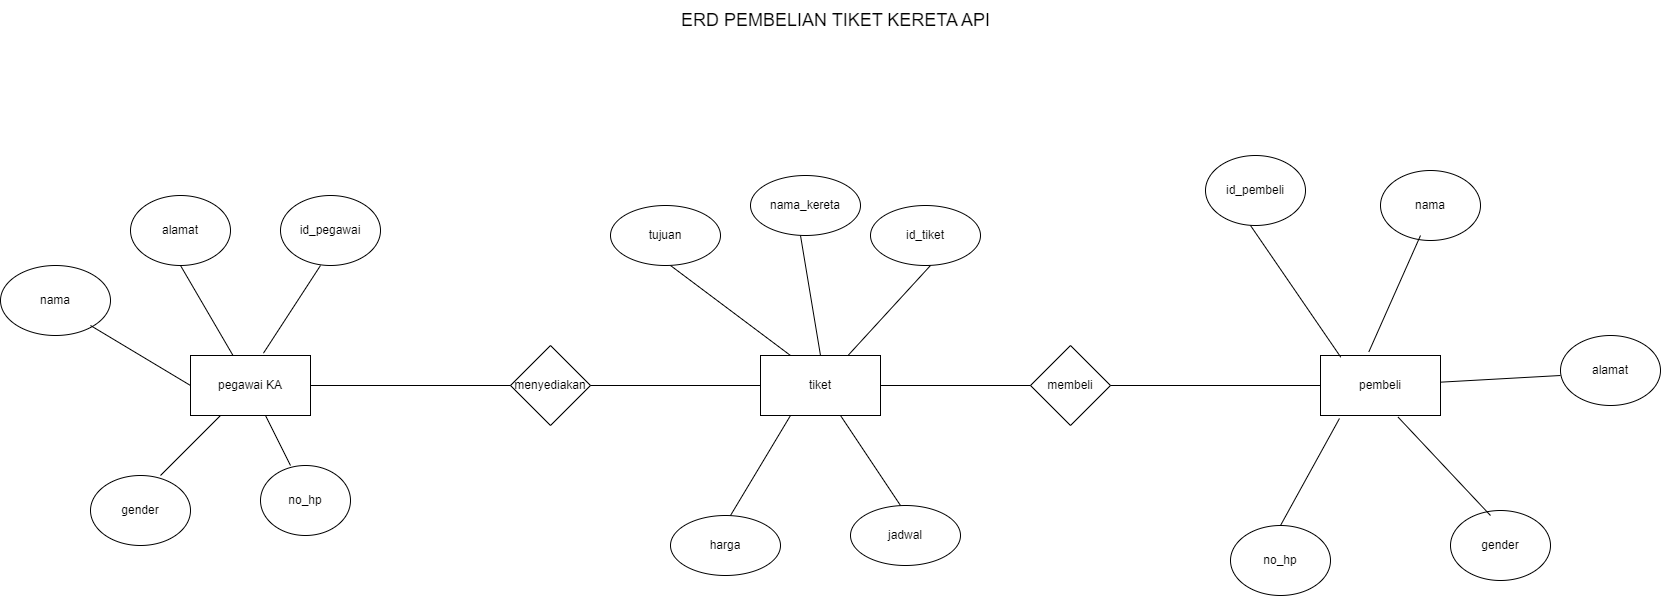 ERD PEMBELIAN TIKET KERETA API
id_pembeli
nama
nama_kereta
tujuan
id_tiket
alamat
id_pegawai
nama
pegawai KA
menyediakan
tiket
membeli
pembeli
alamat
gender
no_hp
harga
jadwal
no_hp
gender